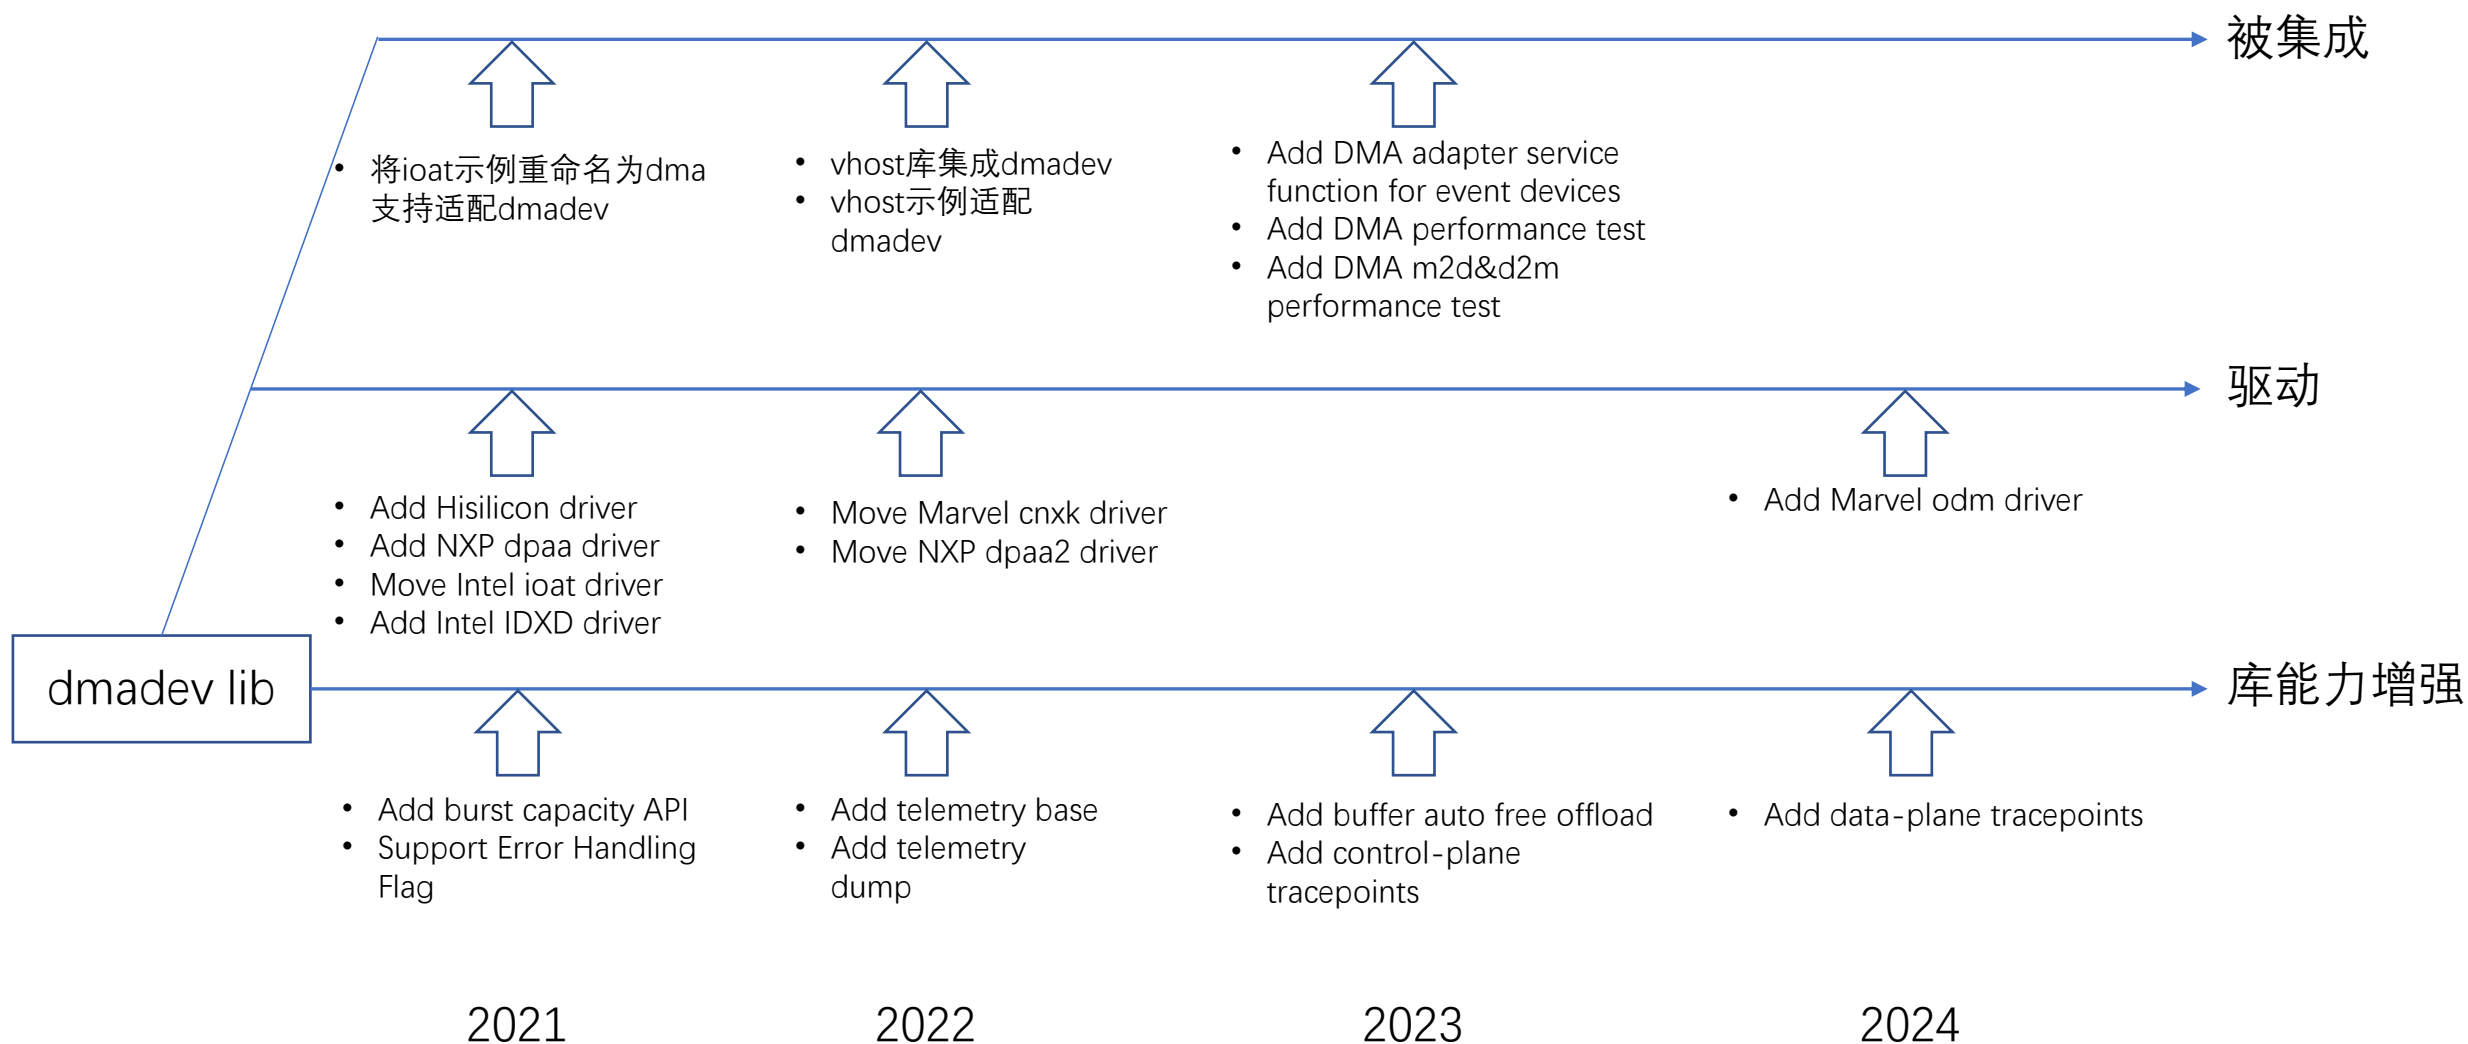 被集成
• 将ioat示例重命名为dma
支持适配dmadev
• vhost库集成dmadev
• vhost示例适配
dmadev
• Add DMA adapter service
function for event devices
• Add DMA performance test
• Add DMA m2d&d2m
performance test
驱动
• Add Hisilicon driver
• Add NXP dpaa driver
• Move Intel ioat driver
• Add Intel IDXD driver
• Move Marvel cnxk driver
• Move NXP dpaa2 driver
• Add Marvel odm driver
dmadev lib
库能力增强
• Add burst capacity API
• Support Error Handling
Flag
• Add telemetry base
• Add telemetry
dump
• Add buffer auto free offload
• Add control-plane
tracepoints
• Add data-plane tracepoints
2021
2022
2023
2024